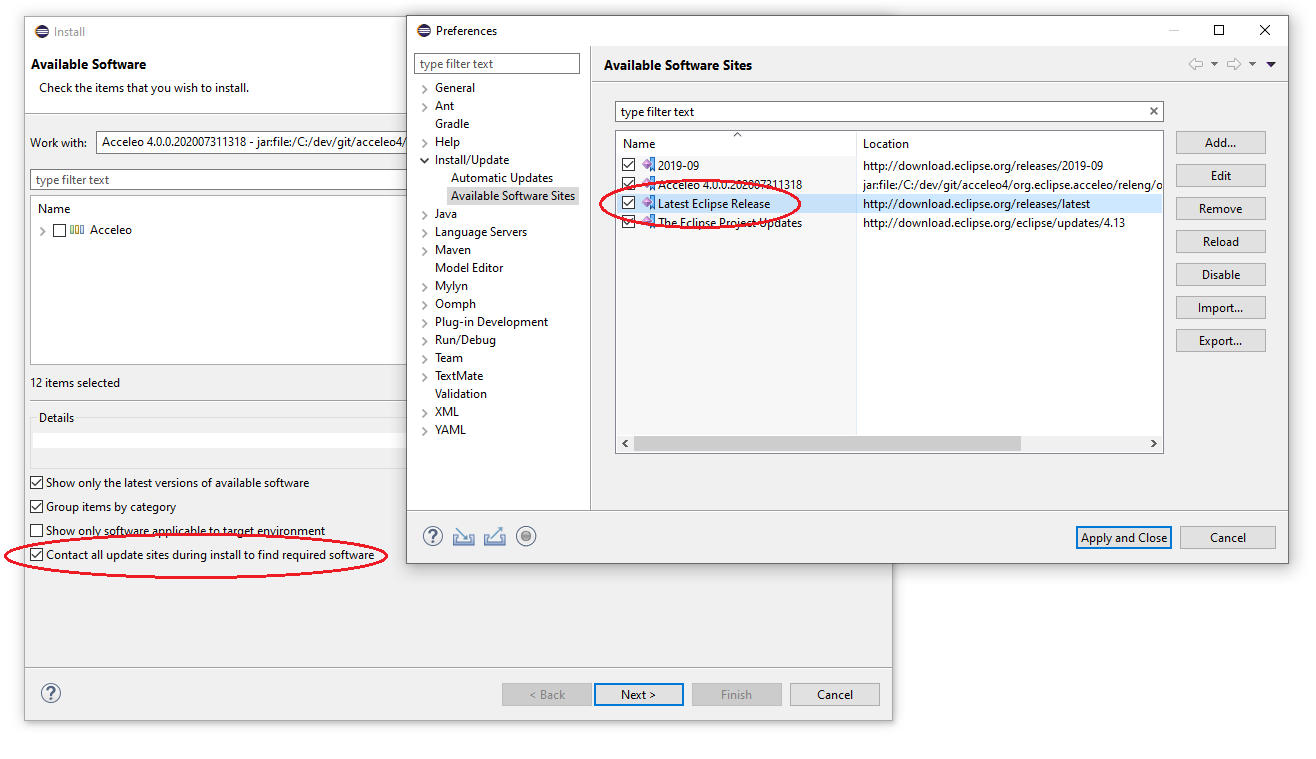 Install
Available Software
Check the items that you wish to install.
Work with: Acceleo 4.0.0.202007311318 - jar:file:/C:/dev/git/acceleo4/
type filter text
Name
Acceleo
12 items selected
Details
Show only the latest versions of available software
Group items by category
Show only software applicable to target environment
Contact all update sites during install to find required software
? < Back Next > Finish Cancel
Preferences
type filter text
General
Ant
Gradle
Help
Install/Update
Automatic Updates
Available Software Sites
Java
Language Servers
Maven
Model Editor
Mylyn
Oomph
Plug-in Development
Run/Debug
Team
TextMate
Validation
XML
YAML
Available Software Sites
type filter text
Name Location
2019-09 http://download.eclipse.org/releases/2019-09
Acceleo 4.0.0.202007311318 jar:file:/C:/dev/git/acceleo4/org.eclipse.acceleo/releng/o
Latest Eclipse Release http://download.eclipse.org/releases/latest
The Eclipse Project Updates http://download.eclipse.org/eclipse/updates/4.13
Add...
Edit
Remove
Reload
Disable
Import...
Export...
? Apply and Close Cancel